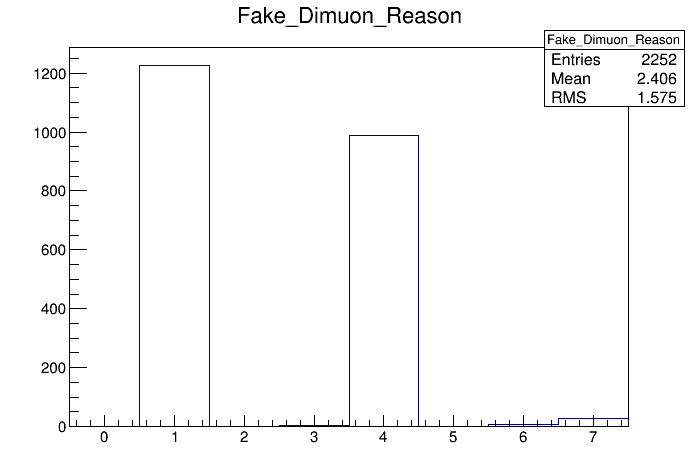 Fake_Dimuon_Reason
Fake_Dimuon_Reason
Entries 2252
Mean 2.406
RMS 1.575
1200
1000
800
600
400
200
0
0 1 2 3 4 5 6 7